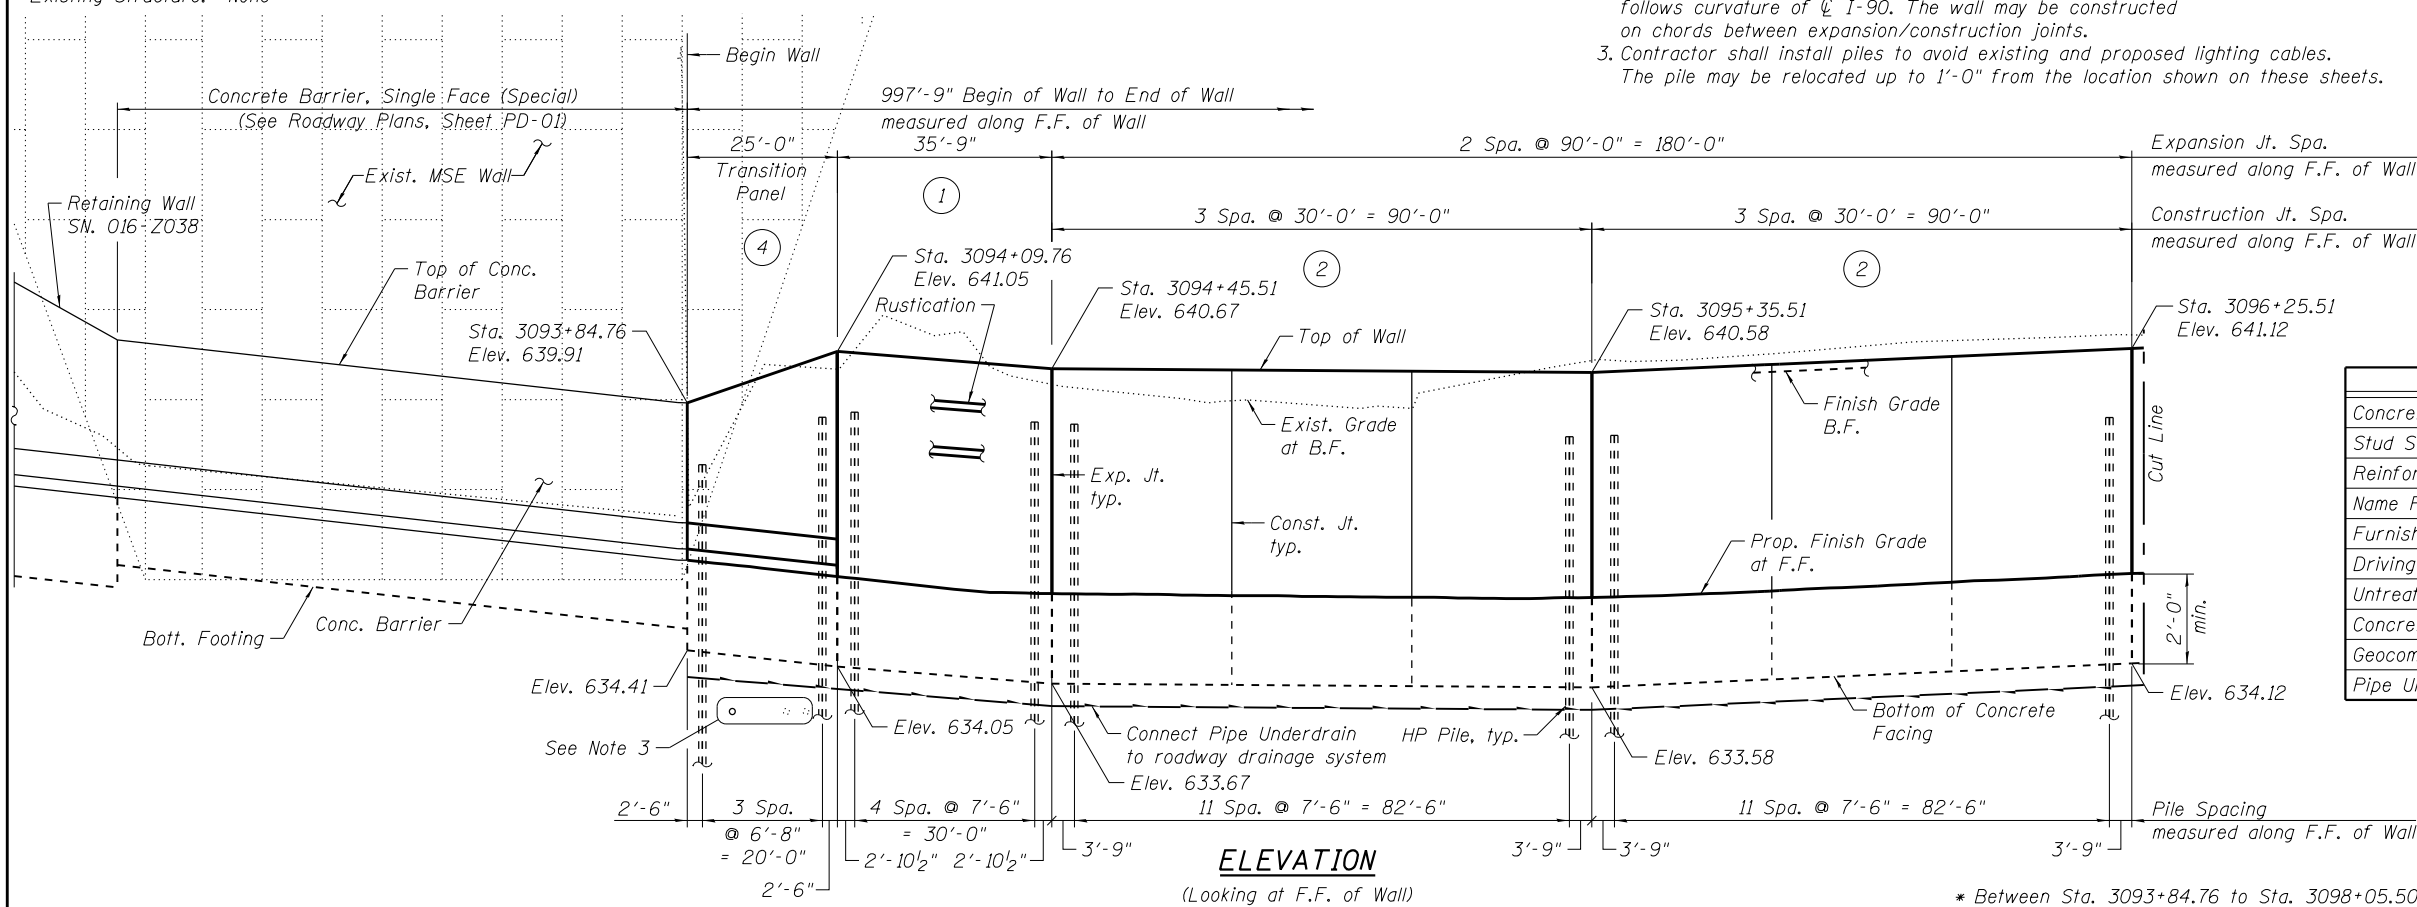 follows curvature of ℄ I-90. The wall may be constructed
on chords between expansion/construction joints.
3. Contractor shall install piles to avoid existing and proposed lighting cables.
The pile may be relocated up to 1'-0" from the location shown on these sheets.
Begin Wall
Concrete Barrier, Single Face (Special)
(See Roadway Plans, Sheet PD-01)
997'-9" Begin of Wall to End of Wall
measured along F.F. of Wall
25'-0"
Transition
Panel
35'-9"
2 Spa. @ 90'-0" = 180'-0"
Expansion Jt. Spa.
measured along F.F. of Wall
Exist. MSE Wall
Retaining Wall
SN. 016-Z038
1
3 Spa. @ 30'-0' = 90'-0"
3 Spa. @ 30'-0' = 90'-0"
Construction Jt. Spa.
measured along F.F. of Wall
4
2
2
Top of Conc.
Barrier
Sta. 3094+09.76
Elev. 641.05
Rustication
Sta. 3094+45.51
Elev. 640.67
Sta. 3095+35.51
Elev. 640.58
Sta. 3096+25.51
Elev. 641.12
Sta. 3093+84.76
Elev. 639.91
Top of Wall
Finish Grade
B.F.
Exist. Grade
at B.F.
Cut Line
Exp. Jt.
typ.
Const. Jt.
typ.
Prop. Finish Grade
at F.F.
2'-0"
min.
Bott. Footing
Conc. Barrier
Elev. 634.41
Elev. 634.05
Elev. 634.12
See Note 3
Connect Pipe Underdrain
to roadway drainage system
HP Pile, typ.
Bottom of Concrete
Facing
Elev. 633.67
Elev. 633.58
2'-6"
3 Spa.
@ 6'-8"
= 20'-0"
4 Spa. @ 7'-6"
= 30'-0"
11 Spa. @ 7'-6" = 82'-6"
11 Spa. @ 7'-6" = 82'-6"
Pile Spacing
measured along F.F. of Wall
2'-6"
2'-10½"
2'-10½"
3'-9"
3'-9"
3'-9"
3'-9"
ELEVATION
(Looking at F.F. of Wall)
Stud S
Driving
* Between Sta. 3093+84.76 to Sta. 3098+05.50